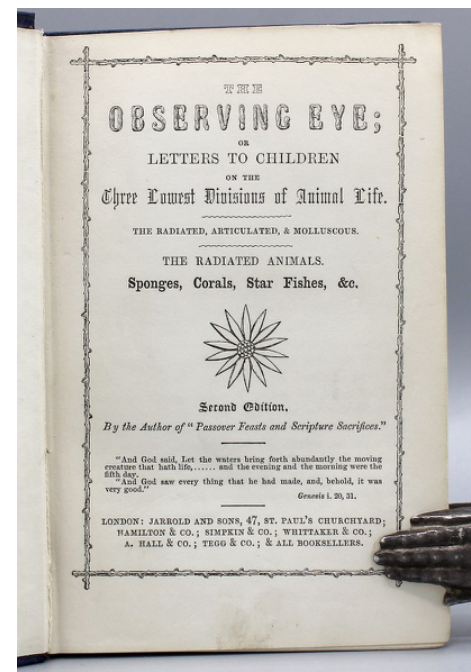 THE
OBSERVING EYE;
OR
LETTERS TO CHILDREN
ON THE
Three Lowest Divisions of Animal Life.
THE RADIATED, ARTICULATED, & MOLLUSCOUS.
THE RADIATED ANIMALS.
Sponges, Corals, Star Fishes, &c.
Second Edition.
By the Author of "Passover Feasts and Scripture Sacrifices."
"And God said, Let the waters bring forth abundantly the moving
creature that hath life,...... and the evening and the morning were the
fifth day.
"And God saw every thing that he had made, and, behold, it was
very good."
Genesis i. 20, 31.
LONDON: JARROLD AND SONS, 47, ST. PAUL'S CHURCHYARD;
HAMILTON & CO.; SIMPKIN & CO.; WHITTAKER & CO.;
A. HALL & CO.; TEGG & CO.; & ALL BOOKSELLERS.